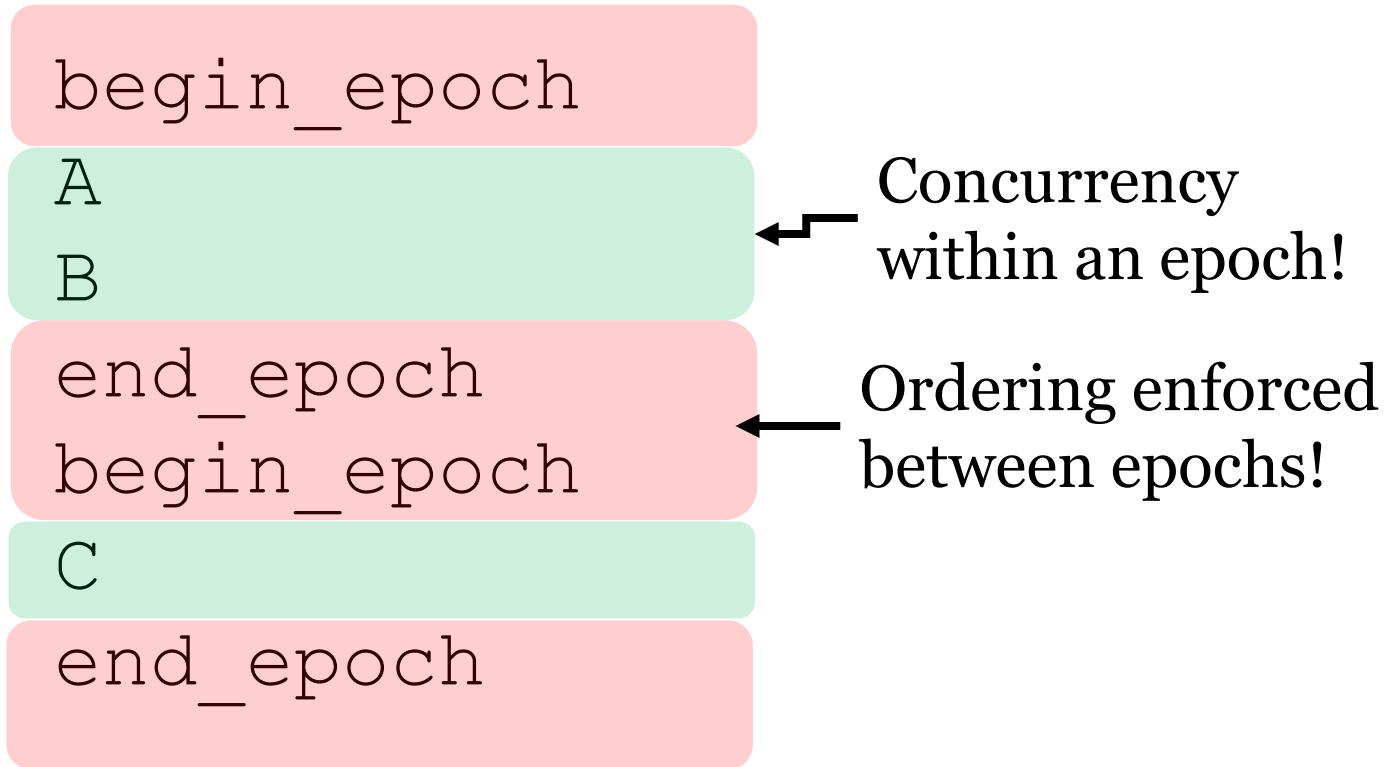 begin_epoch
A
B
end_epoch
begin_epoch
C
end_epoch
Concurrency
within an epoch!
Ordering enforced
between epochs!